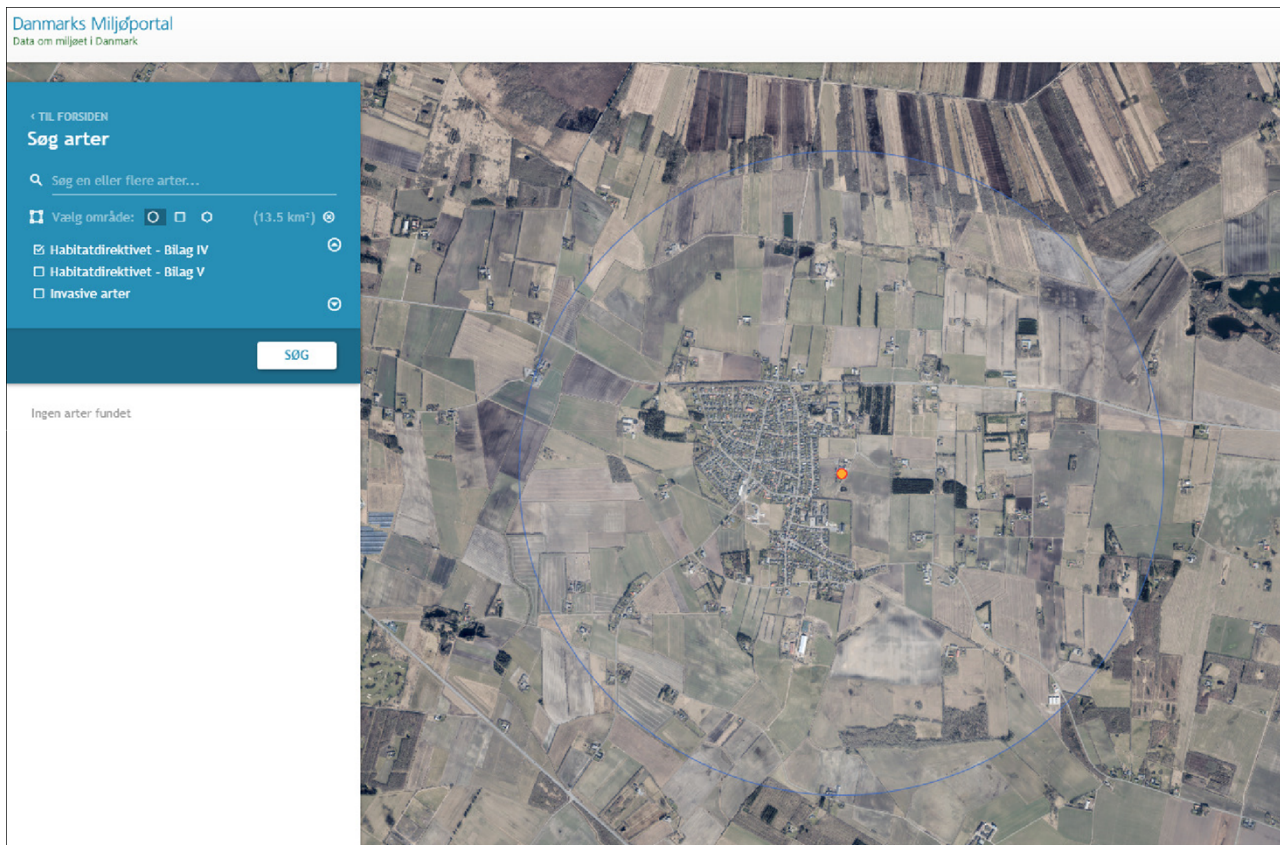 Danmarks Miljøportal
Data om miljøet i Danmark
‹ TIL FORSIDEN
Søg arter
Søg en eller flere arter...
Vælg område: (13.5 km²)
Habitatdirektivet - Bilag IV
Habitatdirektivet - Bilag V
Invasive arter
SØG
Ingen arter fundet